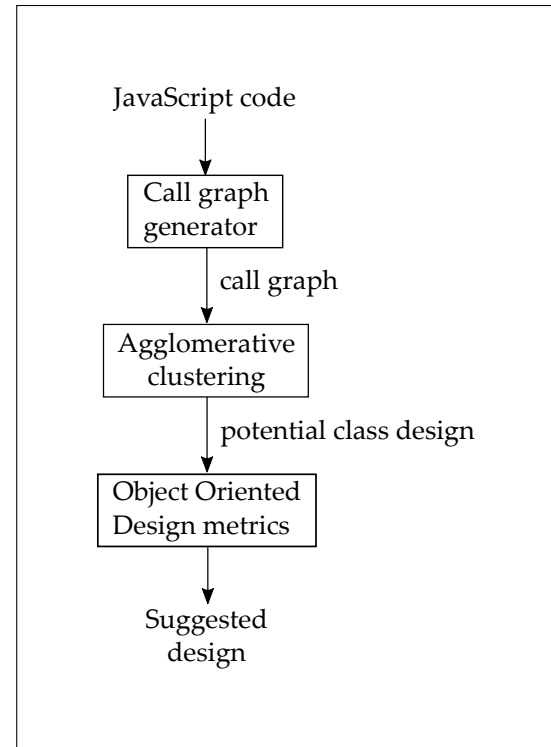 JavaScript code
Call graph
generator
call graph
Agglomerative
clustering
potential class design
Object Oriented
Design metrics
Suggested
design